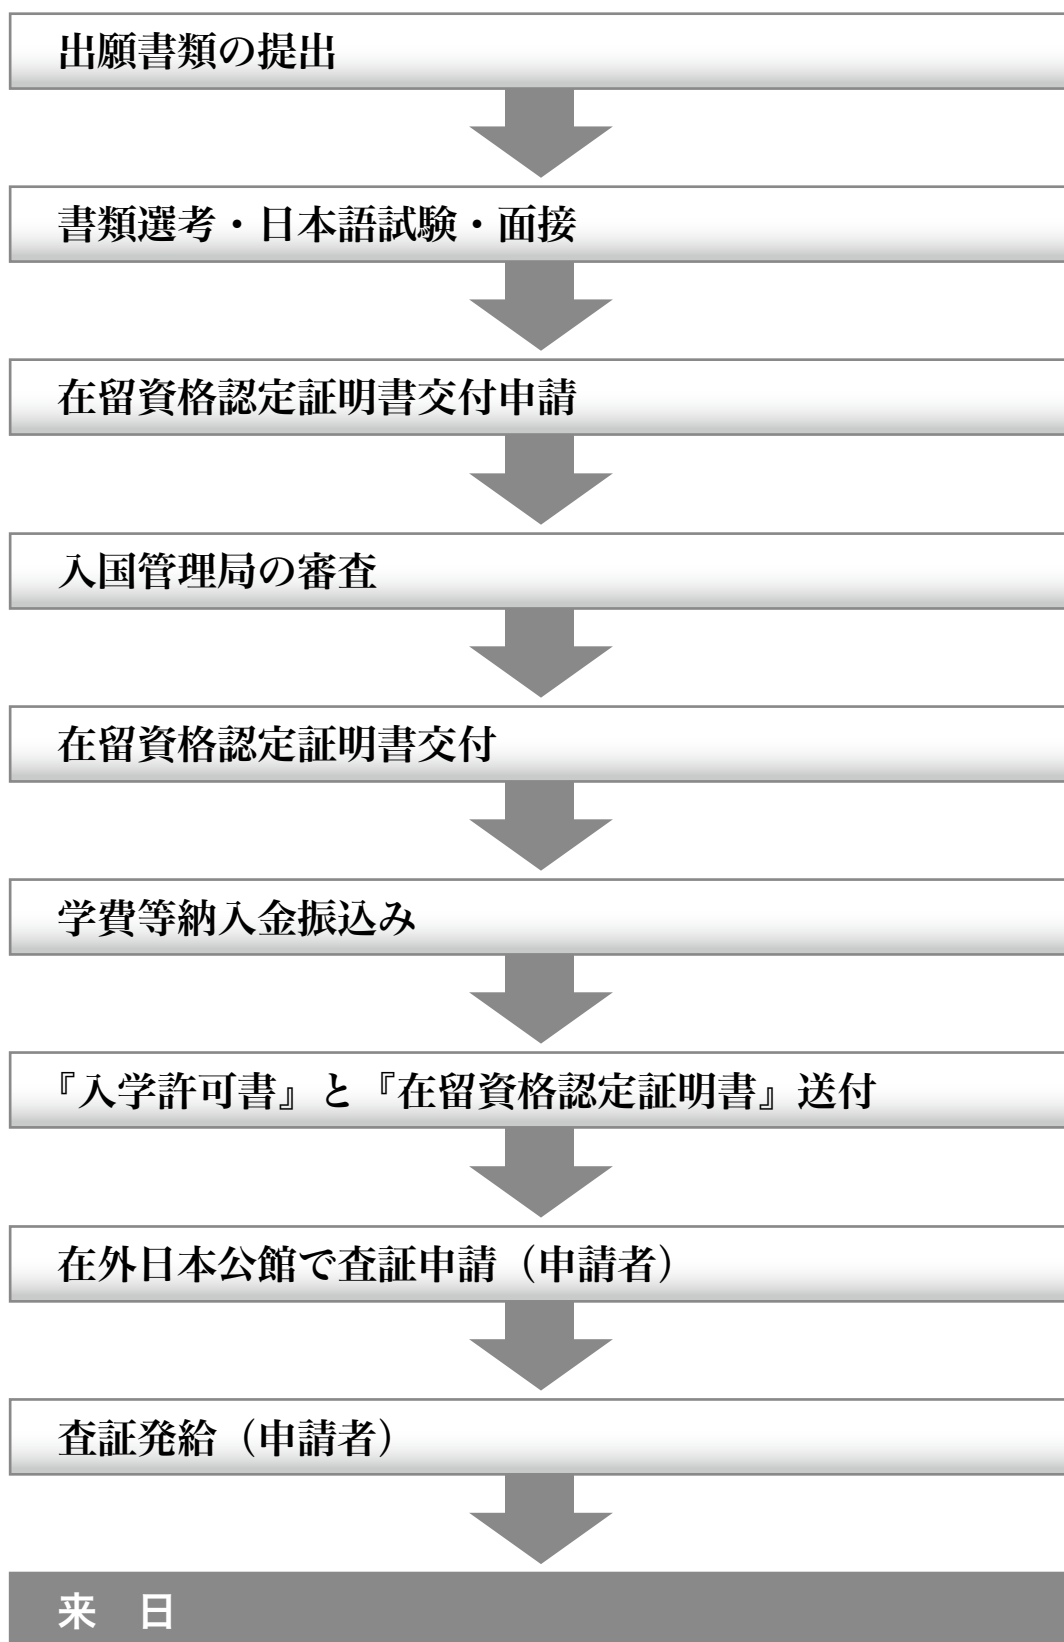 出願書類の提出
書類選考・日本語試験・面接
在留資格認定証明書交付申請
入国管理局の審査
在留資格認定証明書交付
学費等納入金振込み
『入学許可書』と『在留資格認定証明書』送付
在外日本公館で査証申請（申請者）
査証発給（申請者）
来　日